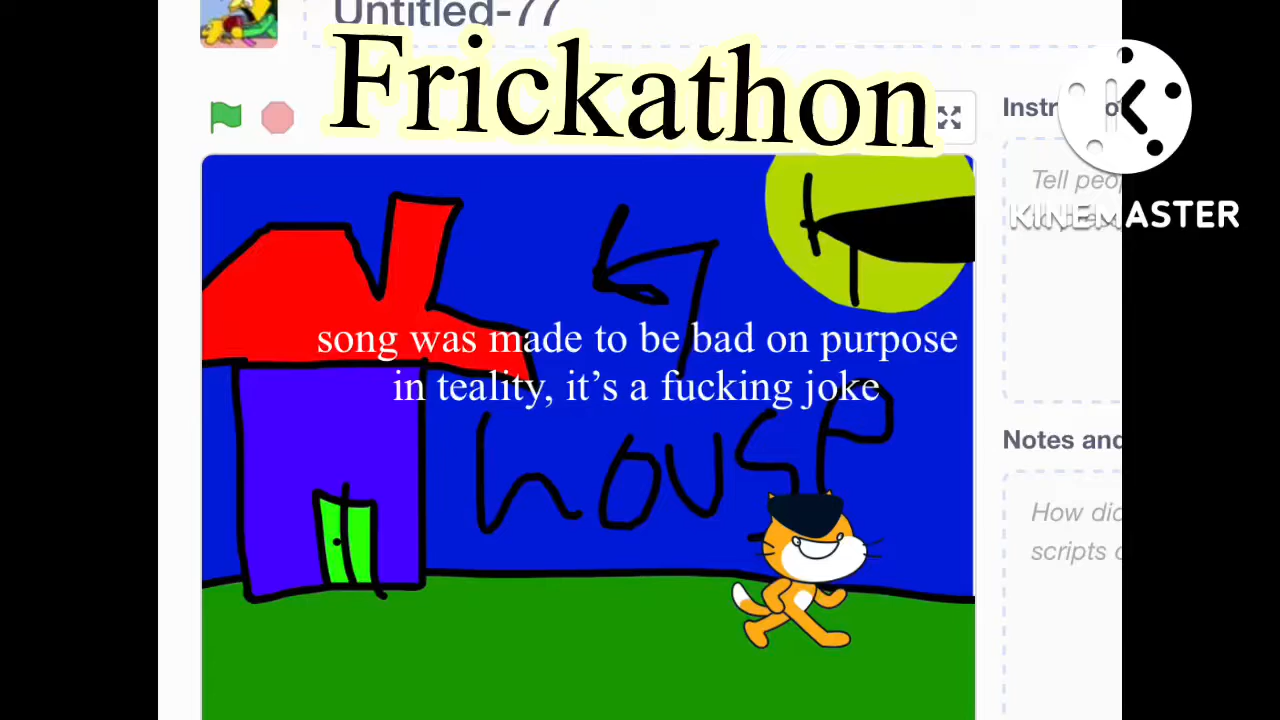 Untitled-77
Frickathon
Instr
Tell peo
KINEMASTER
song was made to be bad on purpose
in teality, it’s a fucking joke
Notes and
house
How did
scripts